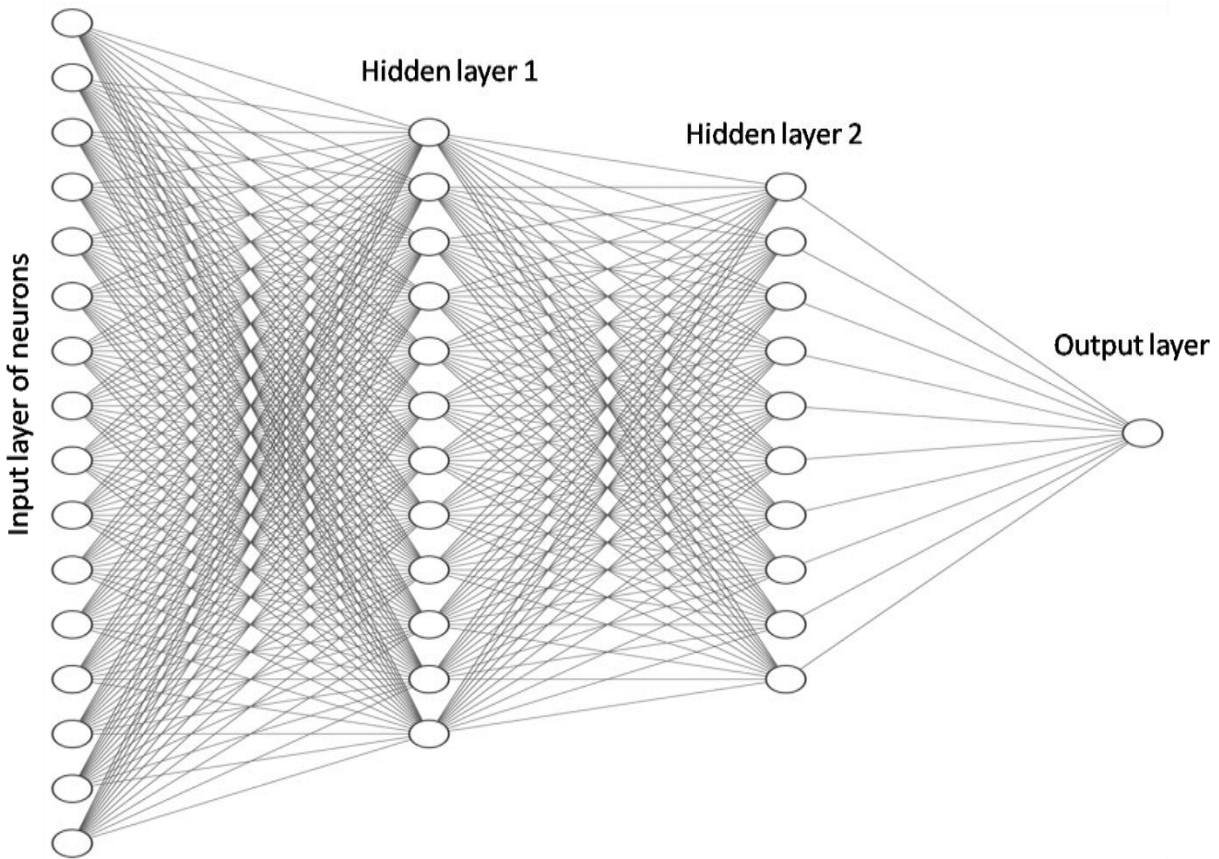 Input layer of neurons
Hidden layer 1
Hidden layer 2
Output layer